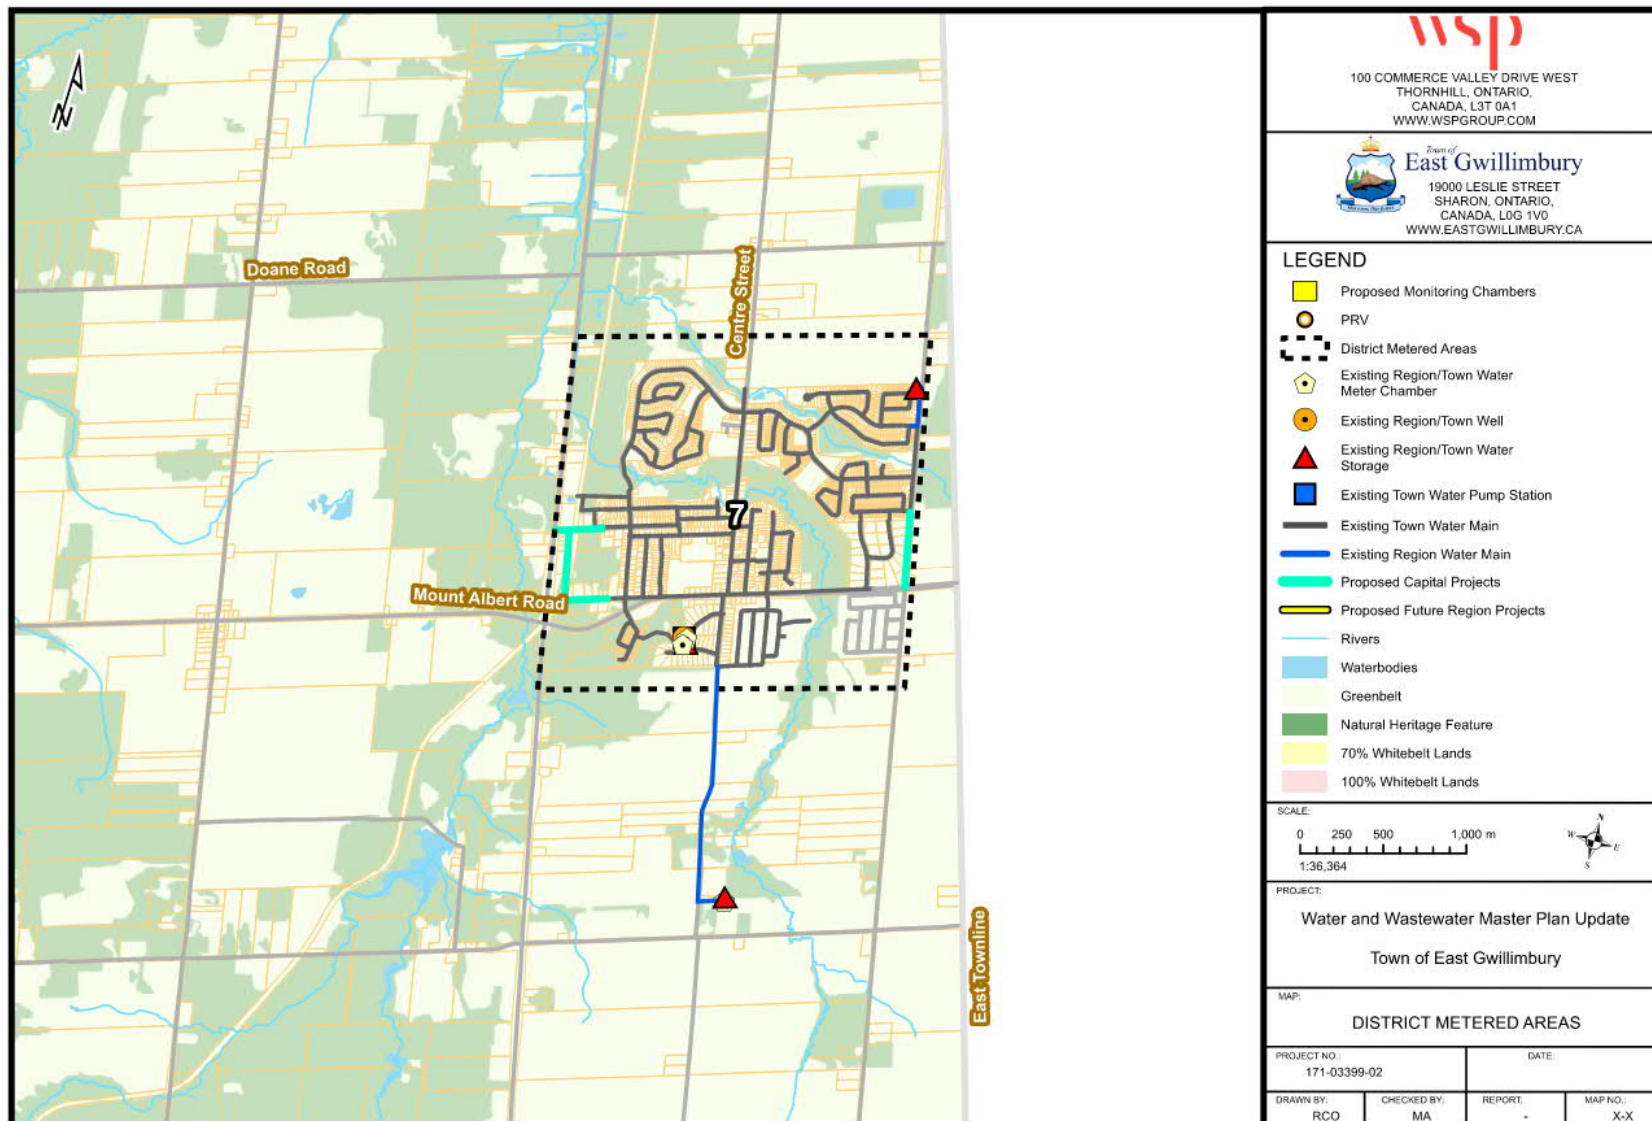 N
Doane Road
Centre Street
7
Mount Albert Road
East Townline
wsp
100 COMMERCE VALLEY DRIVE WEST
THORNHILL, ONTARIO,
CANADA, L3T 0A1
WWW.WSPGROUP.COM
Town of
East Gwillimbury
19000 LESLIE STREET
SHARON, ONTARIO,
CANADA, L0G 1V0
WWW.EASTGWILLIMBURY.CA
LEGEND
Proposed Monitoring Chambers
PRV
District Metered Areas
Existing Region/Town Water
Meter Chamber
Existing Region/Town Well
Existing Region/Town Water
Storage
Existing Town Water Pump Station
Existing Town Water Main
Existing Region Water Main
Proposed Capital Projects
Proposed Future Region Projects
Rivers
Waterbodies
Greenbelt
Natural Heritage Feature
70% Whitebelt Lands
100% Whitebelt Lands
SCALE:
0 250 500 1,000 m
1:36,364
N
W E
S
PROJECT:
Water and Wastewater Master Plan Update
Town of East Gwillimbury
MAP:
DISTRICT METERED AREAS
PROJECT NO.: DATE:
171-03399-02
DRAWN BY: CHECKED BY: REPORT: MAP NO.:
RCO MA - X-X